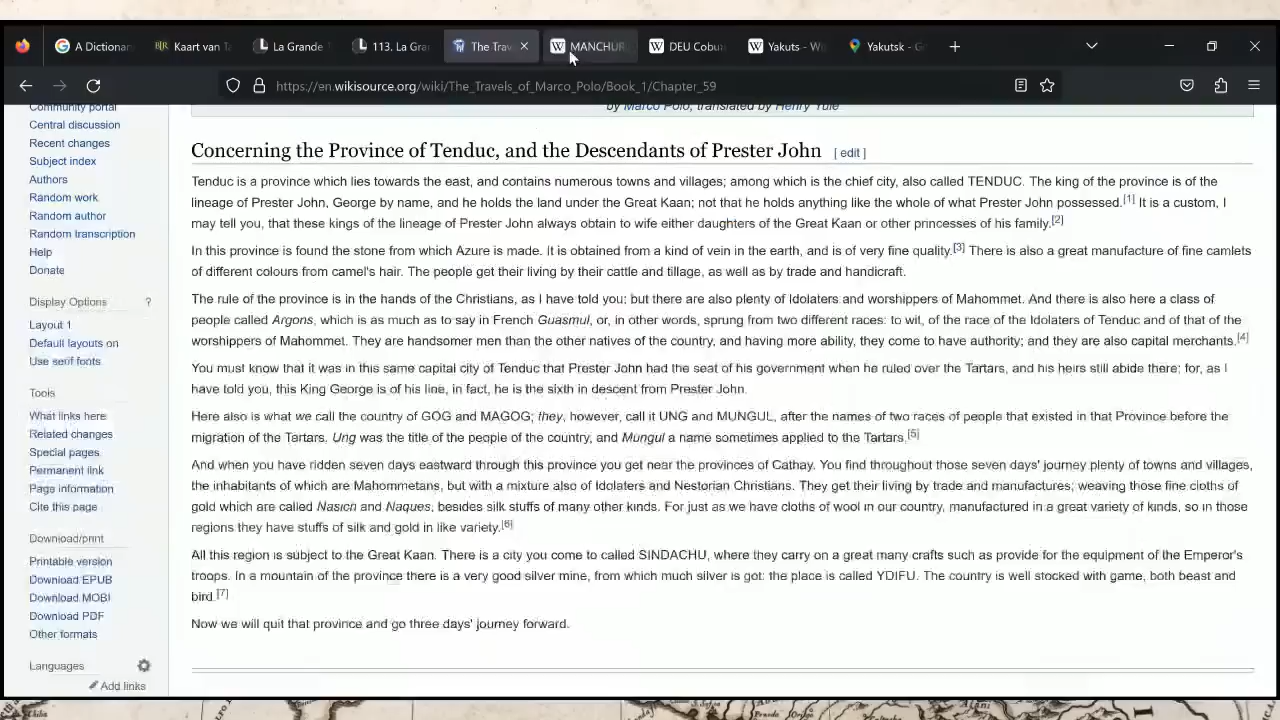 A Dictionar
Kaart van Ta
La Grande
113. La Gran
The Trav
MANCHUR
DEU Cobu
Yakuts - Wi
Yakutsk - G
https://en.wikisource.org/wiki/The_Travels_of_Marco_Polo/Book_1/Chapter_59
Community portal
Central discussion
Recent changes
Subject index
Authors
Random work
Random author
Random transcription
Help
Donate
Display Options ?
Layout 1
Default layouts on
Use serif fonts
Tools
What links here
Related changes
Special pages
Permanent link
Page information
Cite this page
Download/print
Printable version
Download EPUB
Download MOBI
Download PDF
Other formats
Languages
Add links
by Marco Polo, translated by Henry Yule
Concerning the Province of Tenduc, and the Descendants of Prester John [ edit ]
Tenduc is a province which lies towards the east, and contains numerous towns and villages; among which is the chief city, also called TENDUC. The king of the province is of the
lineage of Prester John, George by name, and he holds the land under the Great Kaan; not that he holds anything like the whole of what Prester John possessed.[1] It is a custom, I
may tell you, that these kings of the lineage of Prester John always obtain to wife either daughters of the Great Kaan or other princesses of his family.[2]
In this province is found the stone from which Azure is made. It is obtained from a kind of vein in the earth, and is of very fine quality.[3] There is also a great manufacture of fine camlets
of different colours from camel's hair. The people get their living by their cattle and tillage, as well as by trade and handicraft.
The rule of the province is in the hands of the Christians, as I have told you; but there are also plenty of Idolaters and worshippers of Mahommet. And there is also here a class of
people called Argons, which is as much as to say in French Guasmul, or, in other words, sprung from two different races: to wit, of the race of the Idolaters of Tenduc and of that of the
worshippers of Mahommet. They are handsomer men than the other natives of the country, and having more ability, they come to have authority; and they are also capital merchants.[4]
You must know that it was in this same capital city of Tenduc that Prester John had the seat of his government when he ruled over the Tartars, and his heirs still abide there; for, as I
have told you, this King George is of his line, in fact, he is the sixth in descent from Prester John.
Here also is what we call the country of GOG and MAGOG; they, however, call it UNG and MUNGUL, after the names of two races of people that existed in that Province before the
migration of the Tartars. Ung was the title of the people of the country, and Mungul a name sometimes applied to the Tartars.[5]
And when you have ridden seven days eastward through this province you get near the provinces of Cathay. You find throughout those seven days' journey plenty of towns and villages,
the inhabitants of which are Mahommetans, but with a mixture also of Idolaters and Nestorian Christians. They get their living by trade and manufactures; weaving those fine cloths of
gold which are called Nasich and Naques, besides silk stuffs of many other kinds. For just as we have cloths of wool in our country, manufactured in a great variety of kinds, so in those
regions they have stuffs of silk and gold in like variety.[6]
All this region is subject to the Great Kaan. There is a city you come to called SINDACHU, where they carry on a great many crafts such as provide for the equipment of the Emperor's
troops. In a mountain of the province there is a very good silver mine, from which much silver is got: the place is called YDIFU. The country is well stocked with game, both beast and
bird.[7]
Now we will quit that province and go three days' journey forward.